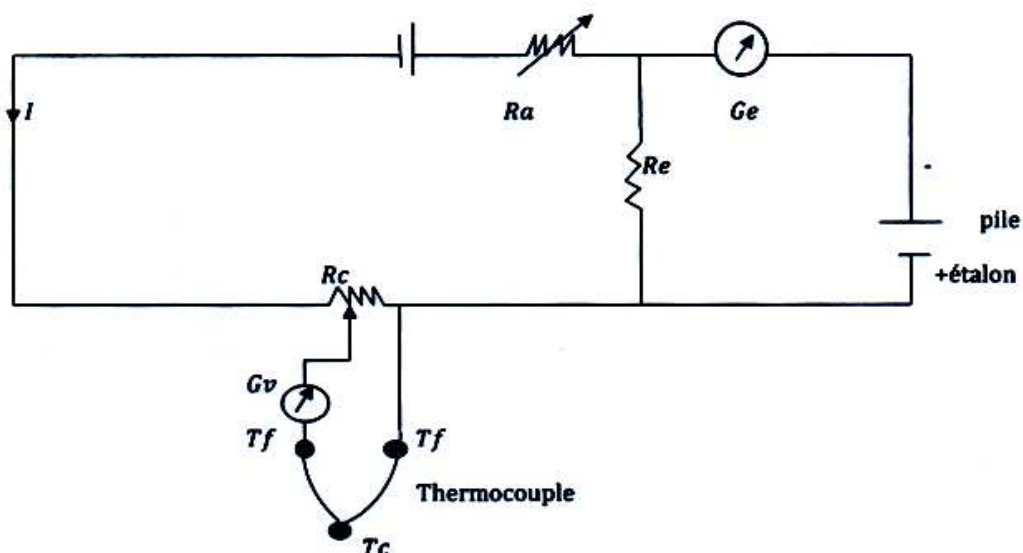 I
Ra
Ge
Re
-
pile
+étalon
Rc
Gv
Tf
Tf
Thermocouple
Tc